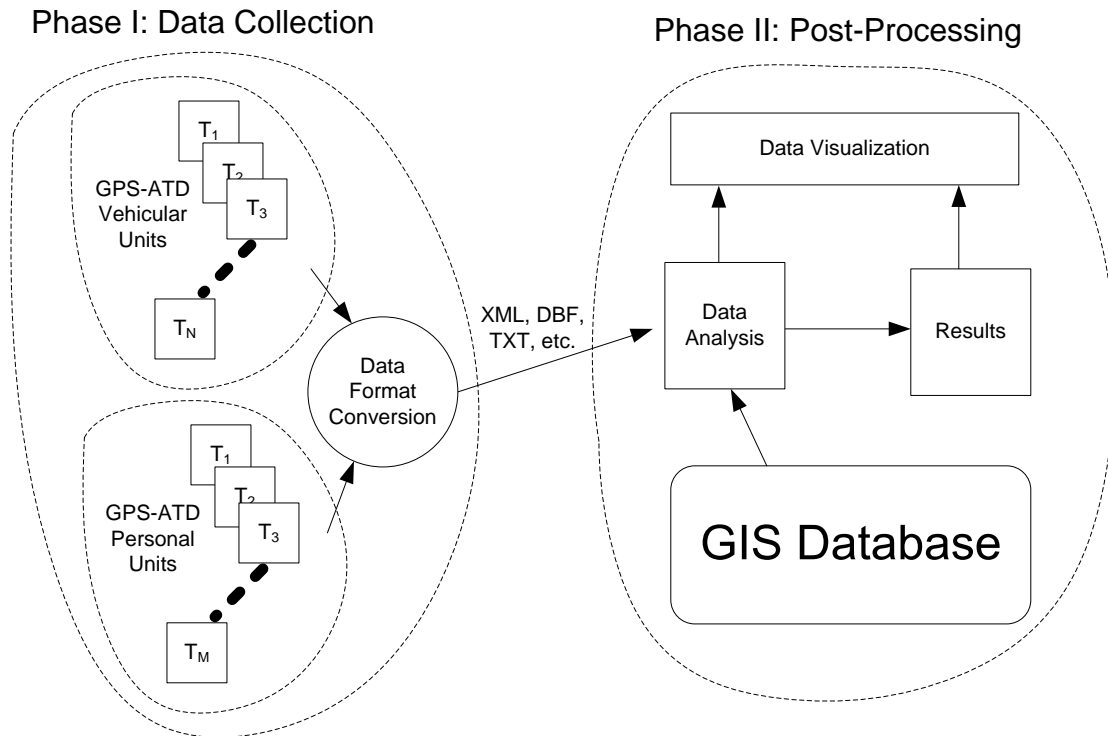 Phase I: Data Collection
T1
T2
T3
GPS-ATD
Vehicular
Units
TN
T1
T2
T3
GPS-ATD
Personal
Units
TM
Data
Format
Conversion
XML, DBF,
TXT, etc.
Phase II: Post-Processing
Data Visualization
Data
Analysis
Results
GIS Database